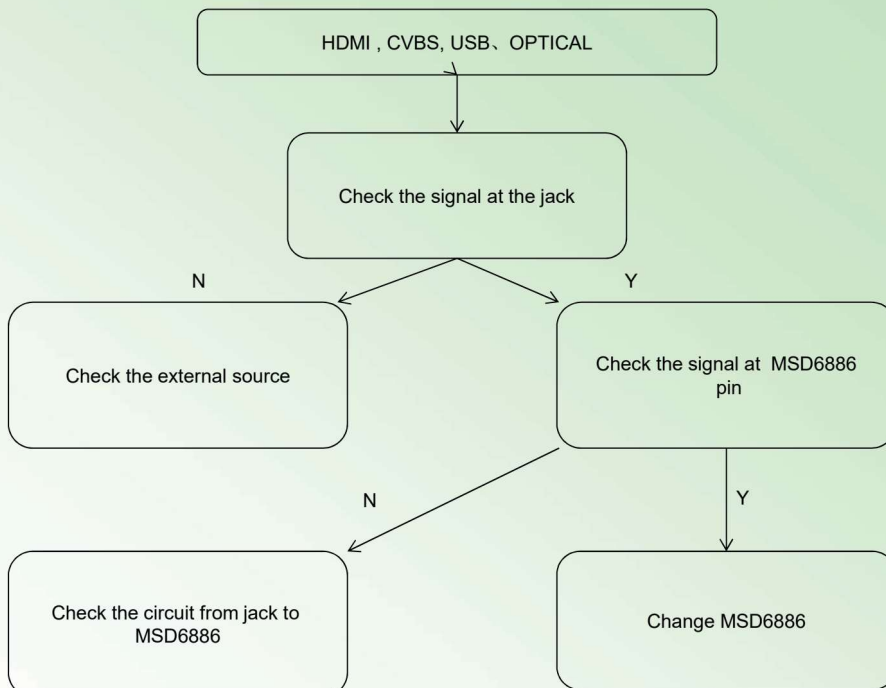 HDMI , CVBS, USB、OPTICAL
Check the signal at the jack
N
Y
Check the external source
Check the signal at  MSD6886
pin
N
Y
Check the circuit from jack to
MSD6886
Change MSD6886